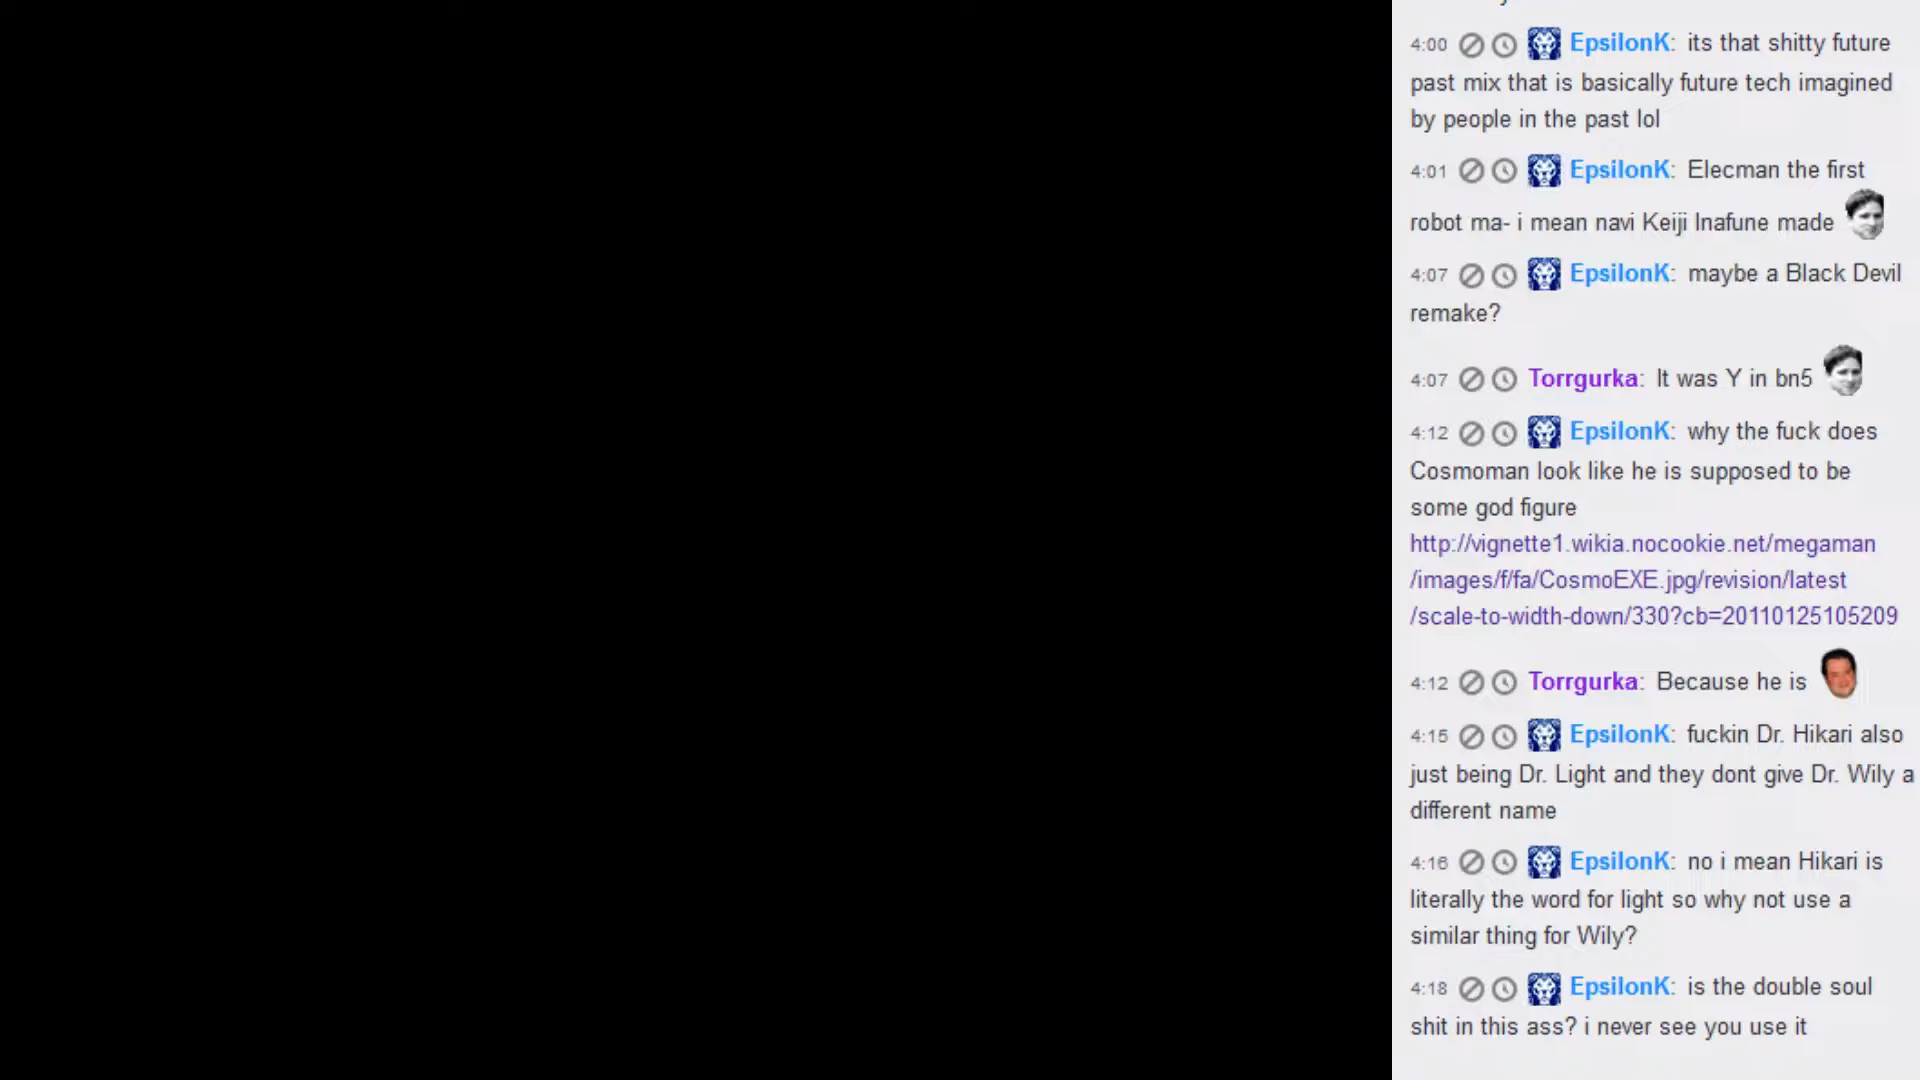 4:00 EpsilonK: its that shitty future
past mix that is basically future tech imagined
by people in the past lol
4:01 EpsilonK: Elecman the first
robot ma- i mean navi Keiji Inafune made
4:07 EpsilonK: maybe a Black Devil
remake?
4:07 Torrgurka: It was Y in bn5
4:12 EpsilonK: why the fuck does
Cosmoman look like he is supposed to be
some god figure
http://vignette1.wikia.nocookie.net/megaman
/images/f/fa/CosmoEXE.jpg/revision/latest
/scale-to-width-down/330?cb=20110125105209
4:12 Torrgurka: Because he is
4:15 EpsilonK: fuckin Dr. Hikari also
just being Dr. Light and they dont give Dr. Wily a
different name
4:16 EpsilonK: no i mean Hikari is
literally the word for light so why not use a
similar thing for Wily?
4:18 EpsilonK: is the double soul
shit in this ass? i never see you use it